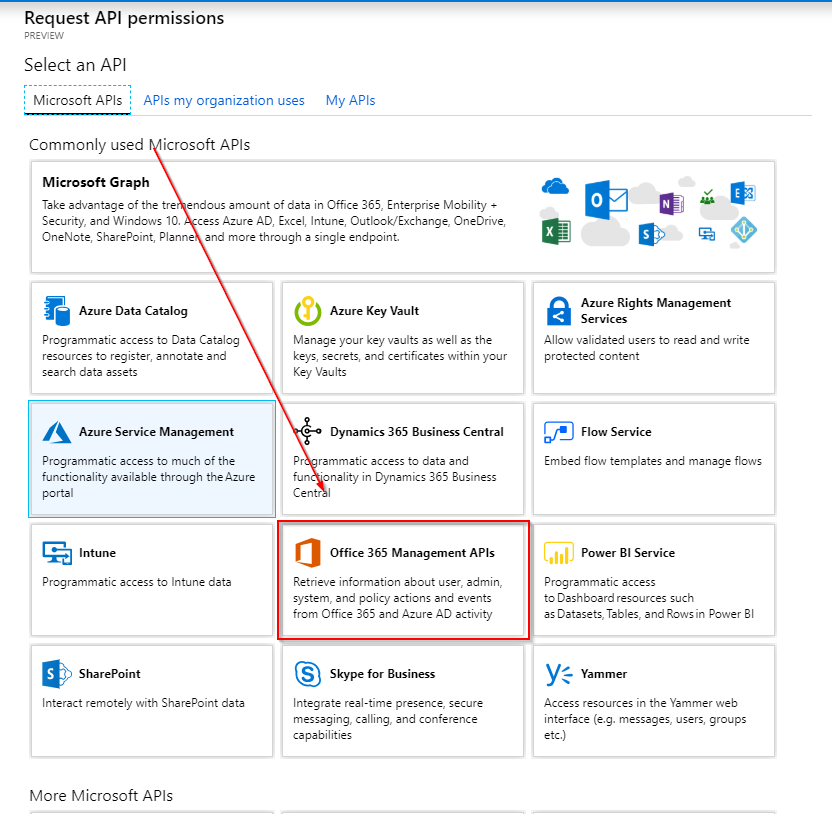 Request API permissions
PREVIEW
Select an API
Microsoft APIs
APIs my organization uses
My APIs
Commonly used Microsoft APIs
Microsoft Graph
Take advantage of the tremendous amount of data in Office 365, Enterprise Mobility +
Security, and Windows 10. Access Azure AD, Excel, Intune, Outlook/Exchange, OneDrive,
OneNote, SharePoint, Planner, and more through a single endpoint.
Azure Data Catalog
Programmatic access to Data Catalog
resources to register, annotate and
search data assets
Azure Key Vault
Manage your key vaults as well as the
keys, secrets, and certificates within your
Key Vaults
Azure Rights Management
Services
Allow validated users to read and write
protected content
Azure Service Management
Programmatic access to much of the
functionality available through the Azure
portal
Dynamics 365 Business Central
Programmatic access to data and
functionality in Dynamics 365 Business
Central
Flow Service
Embed flow templates and manage flows
Intune
Programmatic access to Intune data
Office 365 Management APIs
Retrieve information about user, admin,
system, and policy actions and events
from Office 365 and Azure AD activity
Power BI Service
Programmatic access
to Dashboard resources such
as Datasets, Tables, and Rows in Power BI
SharePoint
Interact remotely with SharePoint data
Skype for Business
Integrate real-time presence, secure
messaging, calling, and conference
capabilities
Yammer
Access resources in the Yammer web
interface (e.g. messages, users, groups
etc.)
More Microsoft APIs